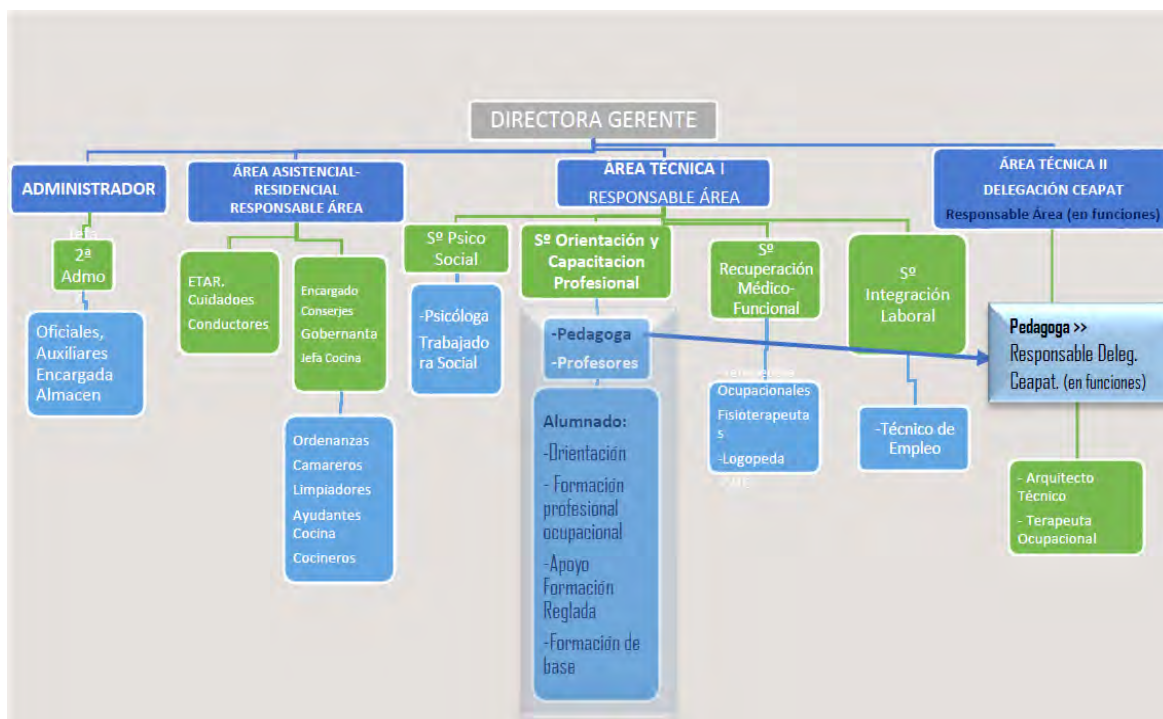 DIRECTORA GERENTE
ADMINISTRADOR
2ª
Admo
Oficiales,
Auxiliares
Encargada
Almacen
ÁREA ASISTENCIAL-
RESIDENCIAL
RESPONSABLE ÁREA
ETAR.
Cuidadoes
Conductores
Encargado
Conserjes
Gobernanta
Jefa Cocina
Ordenanzas
Camareros
Limpiadores
Ayudantes
Cocina
Cocineros
ÁREA TÉCNICA I
RESPONSABLE ÁREA
Sº Psico
Social
-Psicóloga
Trabajado
ra Social
Sº Orientación y
Capacitacion
Profesional
-Pedagoga
-Profesores
Alumnado:
-Orientación
- Formación
profesional
ocupacional
-Apoyo
Formación
Reglada
-Formación de
base
Sº
Recuperación
Médico-
Funcional
Ocupacionales
Fisioterapeuta
s
-Logopeda
Sº
Integración
Laboral
-Técnico de
Empleo
ÁREA TÉCNICA II
DELEGACIÓN CEAPAT
Responsable Área (en funciones)
Pedagoga >>
Responsable Deleg.
Ceapat. (en funciones)
- Arquitecto
Técnico
- Terapeuta
Ocupacional